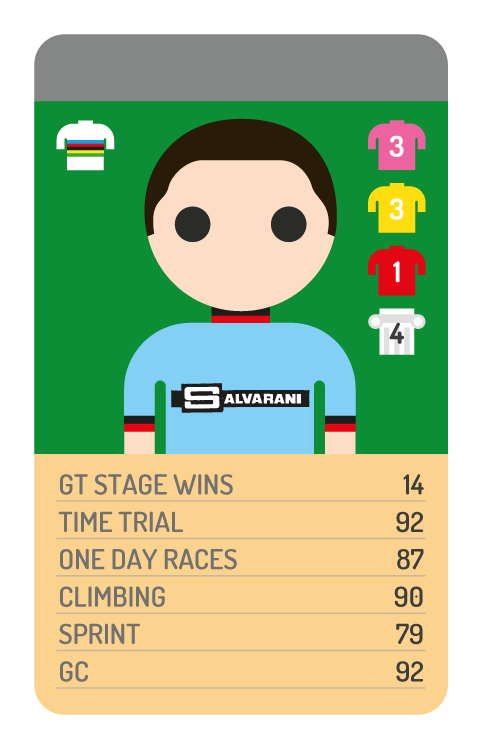 3
3
1
4
SALVARANI
GT STAGE WINS 14
TIME TRIAL 92
ONE DAY RACES 87
CLIMBING 90
SPRINT 79
GC 92